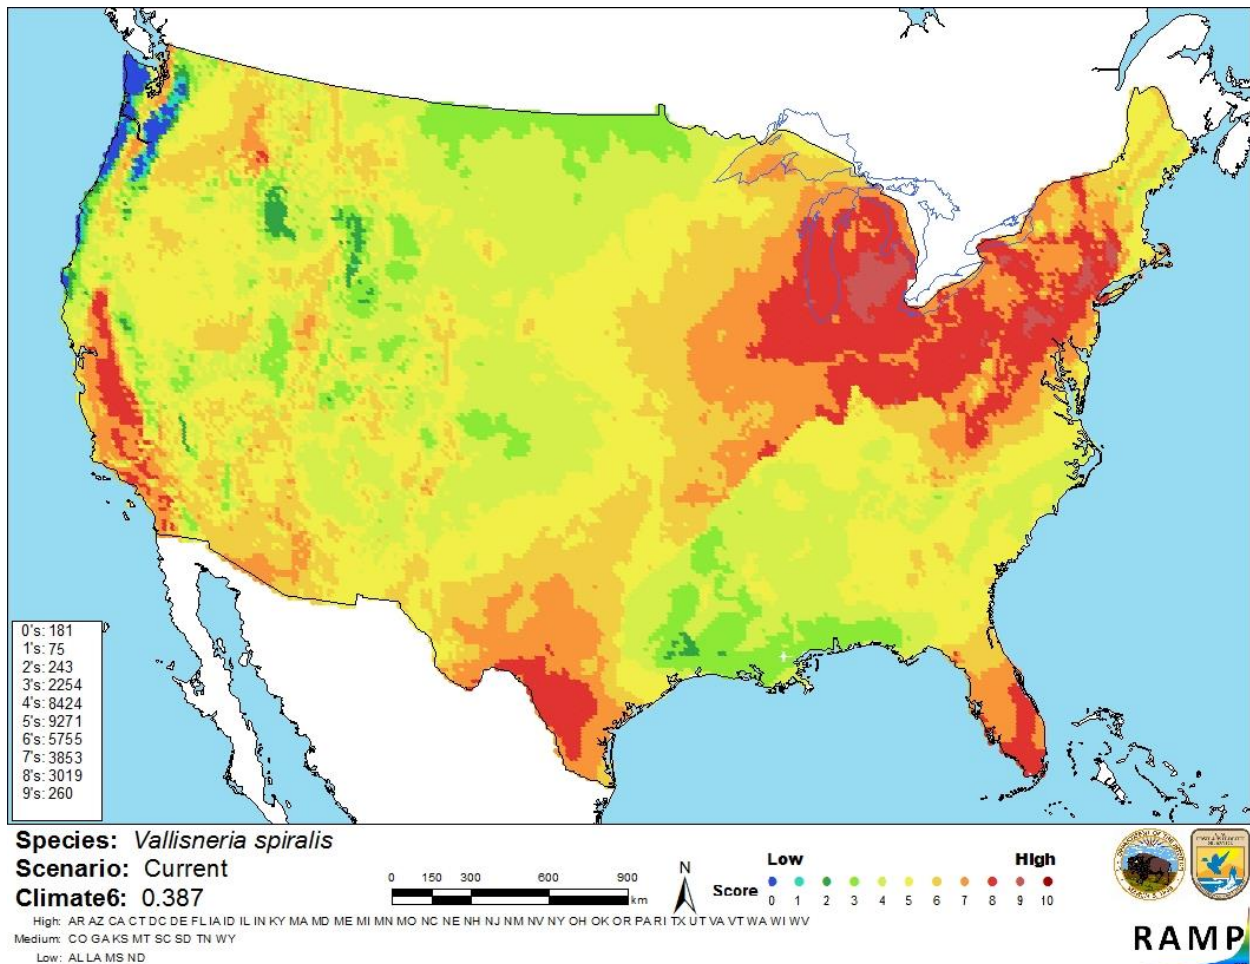 0's: 181
1's: 75
2's: 243
3's: 2254
4's: 8424
5's: 9271
6's: 5755
7's: 3853
8's: 3019
9's: 260
Species: Vallisneria spiralis
Scenario: Current
Climate6: 0.387
0 150 300 600 900
km
N
Low High
Score
0 1 2 3 4 5 6 7 8 9 10
High: AR AZ CA CT DC DE FL IA ID IL IN KY MA MD ME MI MN MO NC NE NH NJ NM NV NY OH OK OR PA RI TX UT VA VT WA WI WV
Medium: CO GA KS MT SC SD TN WY
Low: AL LA MS ND
RAMP